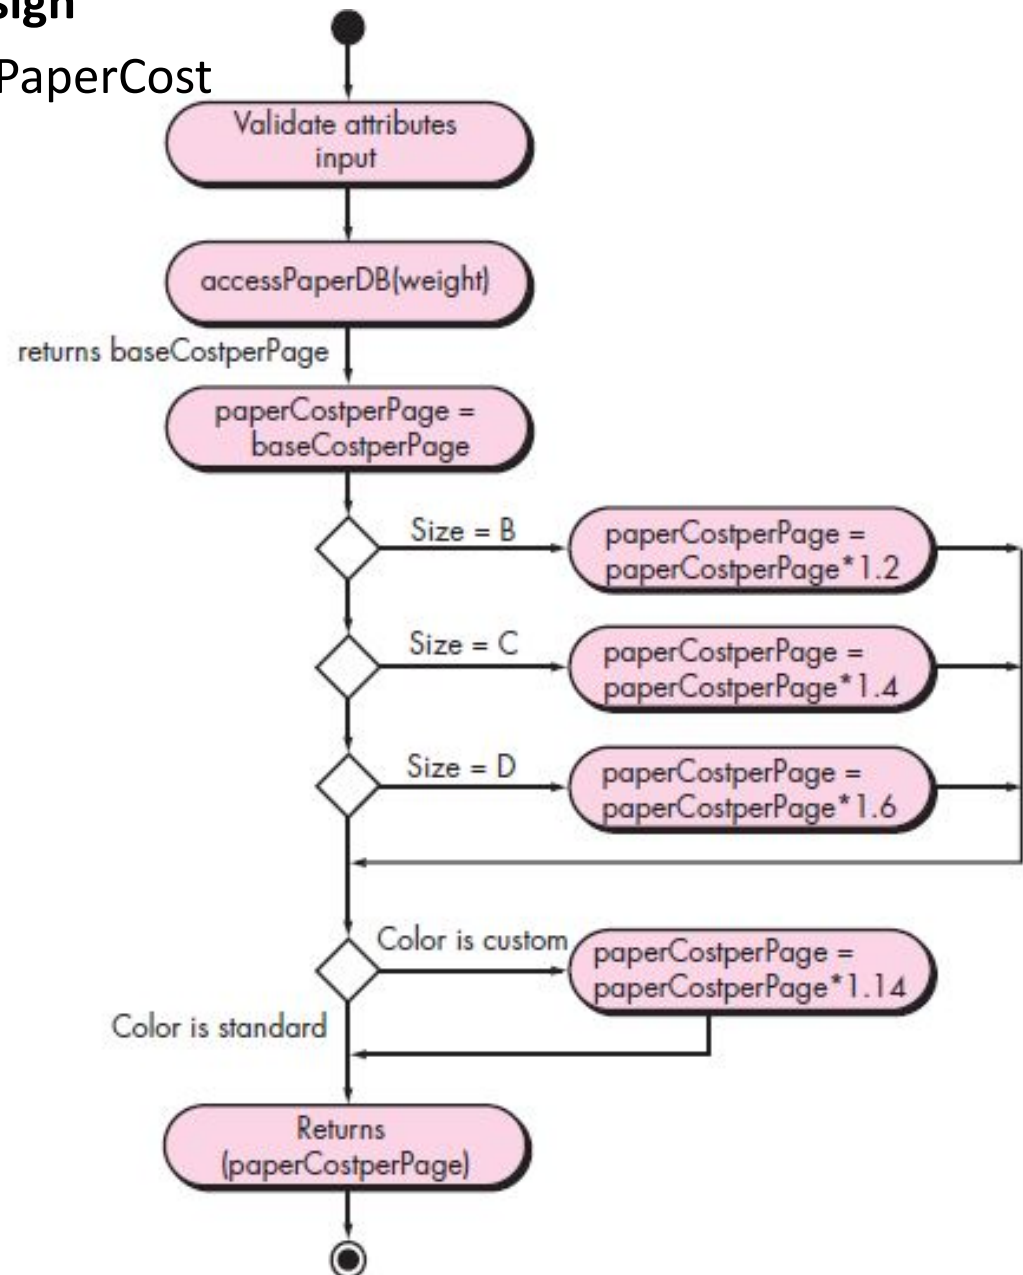 sign
PaperCost
Validate attributes
input
accessPaperDB(weight)
returns baseCostperPage
paperCostperPage =
baseCostperPage
Size = B
paperCostperPage =
paperCostperPage*1.2
Size = C
paperCostperPage =
paperCostperPage*1.4
Size = D
paperCostperPage =
paperCostperPage*1.6
Color is custom
paperCostperPage =
paperCostperPage*1.14
Color is standard
Returns
(paperCostperPage)